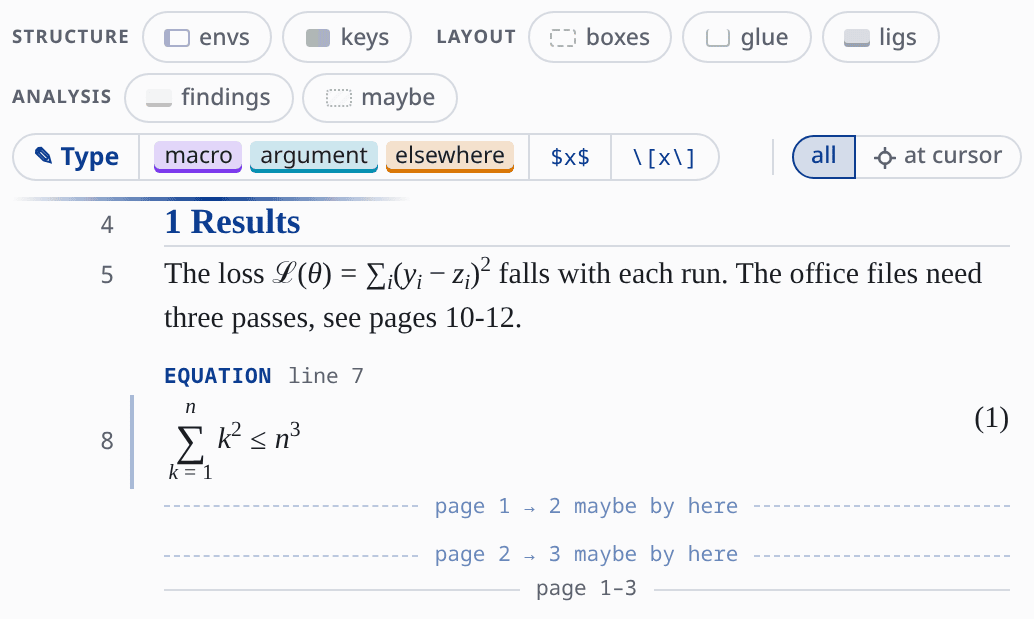 STRUCTURE envs keys LAYOUT boxes glue ligs
ANALYSIS findings maybe
✎ Type macro argument elsewhere $x$ \[x\] all at cursor
4 1 Results
5 The loss ℒ(θ) = ∑ᵢ(yᵢ − zᵢ)² falls with each run. The office files need
three passes, see pages 10-12.
EQUATION line 7
n
8 ∑ k² ≤ n³ (1)
k = 1
page 1 → 2 maybe by here
page 2 → 3 maybe by here
page 1–3